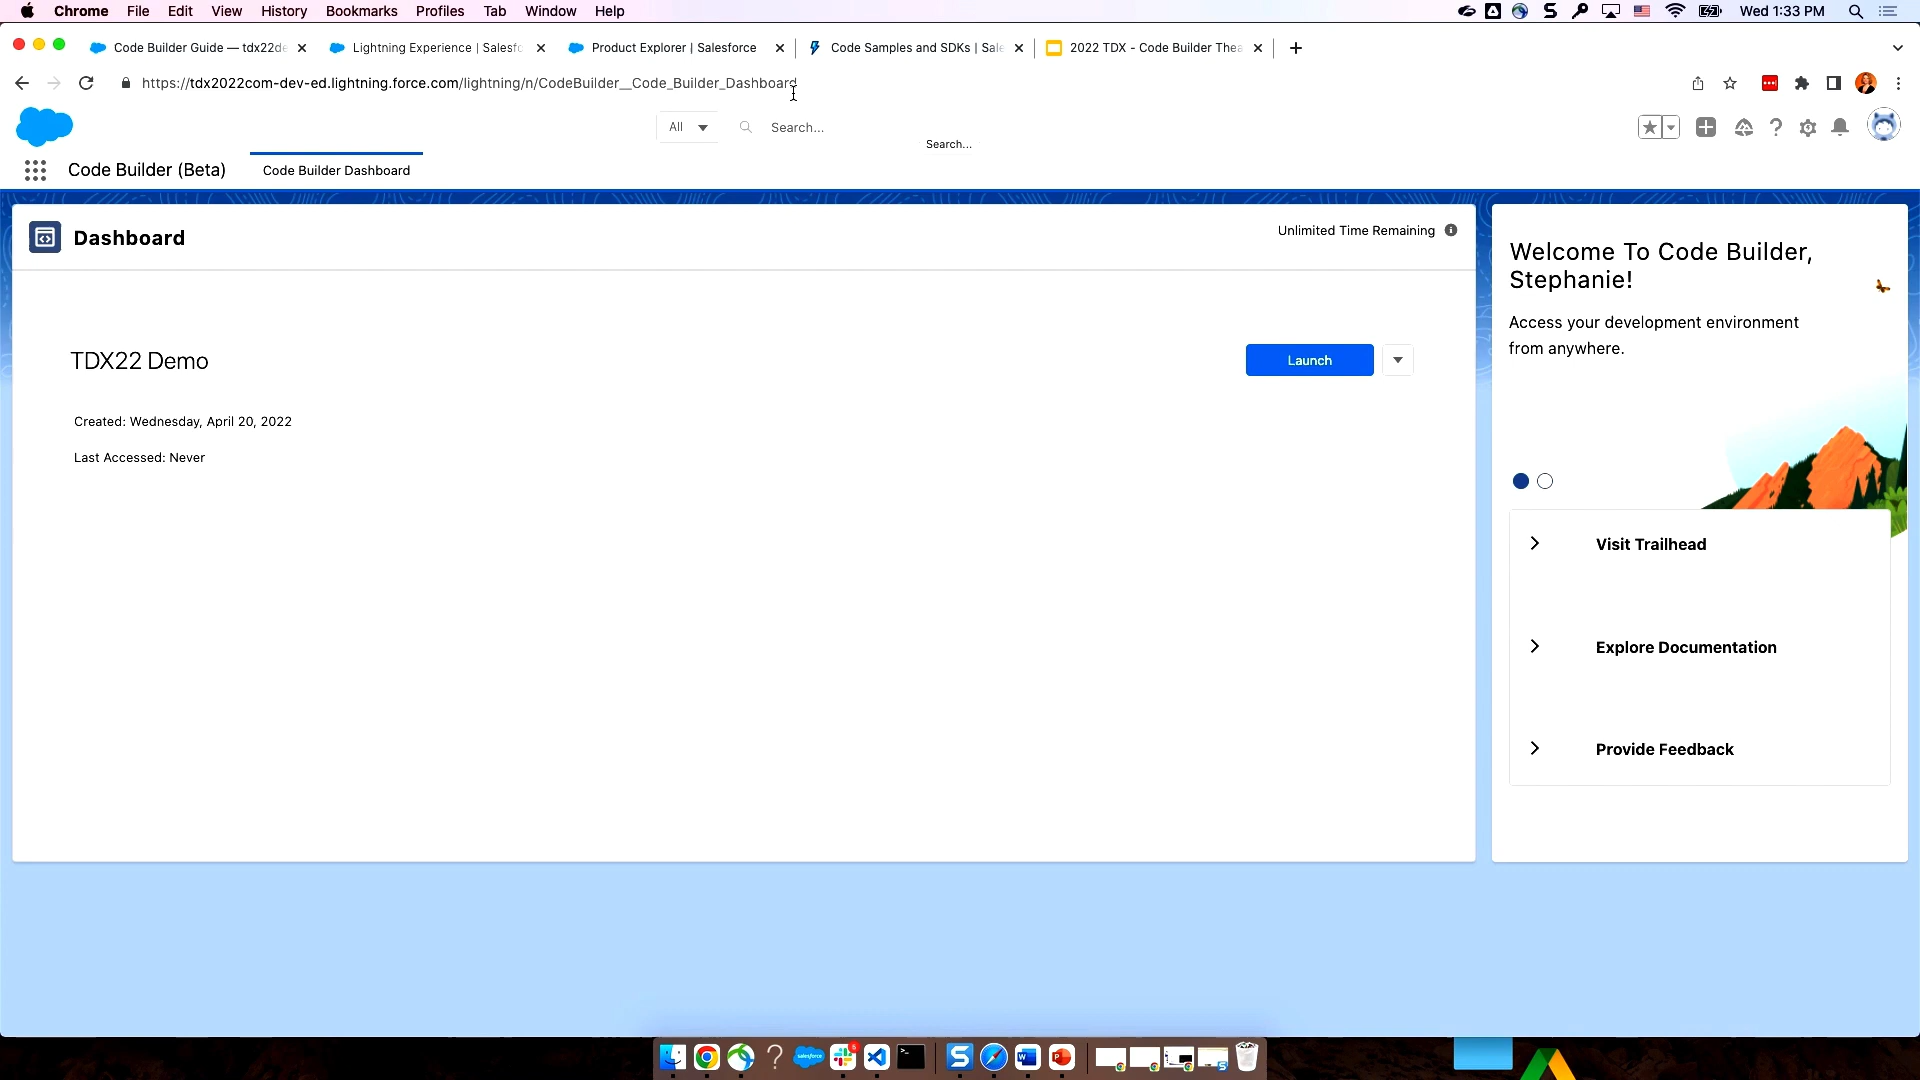 Chrome File Edit View History Bookmarks Profiles Tab Window Help
Wed 1:33 PM
Code Builder Guide — tdx22de
Lightning Experience | Salesfo
Product Explorer | Salesforce
Code Samples and SDKs | Sale
2022 TDX - Code Builder Thea
https://tdx2022com-dev-ed.lightning.force.com/lightning/n/CodeBuilder__Code_Builder_Dashboard
All
Search...
Search...
Code Builder (Beta)
Code Builder Dashboard
Dashboard
Unlimited Time Remaining
TDX22 Demo
Launch
Created: Wednesday, April 20, 2022
Last Accessed: Never
Welcome To Code Builder,
Stephanie!
Access your development environment
from anywhere.
Visit Trailhead
Explore Documentation
Provide Feedback